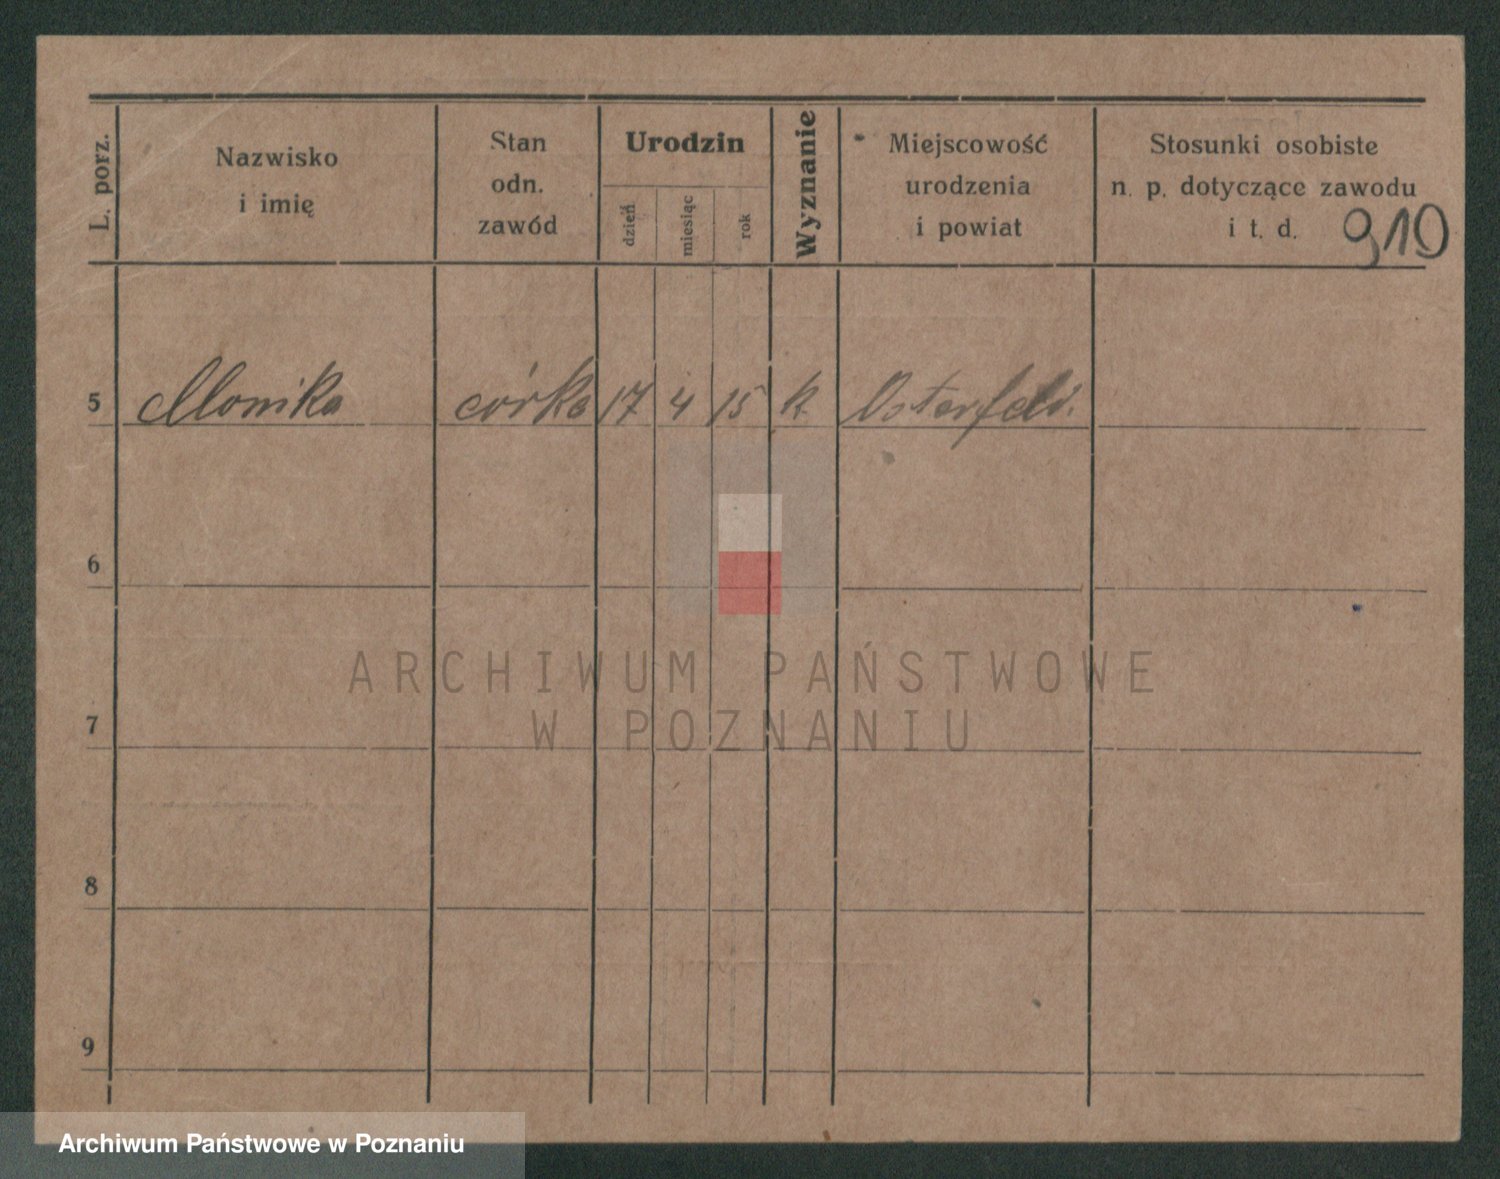 L. porz. Nazwisko i imię Stan odn. zawód Urodzin dzień miesiąc rok Wyznanie Miejscowość urodzenia i powiat Stosunki osobiste n. p. dotyczące zawodu i t. d.
910
5 Monika córka 17 4 15 k. Osterfeld.
6
ARCHIWUM PAŃSTWOWE
7
W POZNANIU
8
9
Archiwum Państwowe w Poznaniu